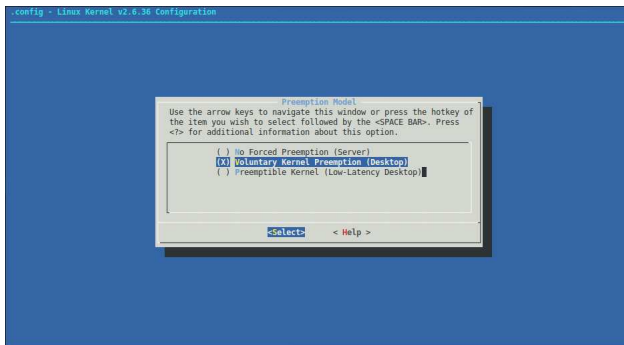 .config - Linux Kernel v2.6.36 Configuration
Preemption Model
Use the arrow keys to navigate this window or press the hotkey of
the item you wish to select followed by the <SPACE BAR>. Press
<?> for additional information about this option.
( ) No Forced Preemption (Server)
(X) Voluntary Kernel Preemption (Desktop)
( ) Preemptible Kernel (Low-Latency Desktop)
<Select> < Help >